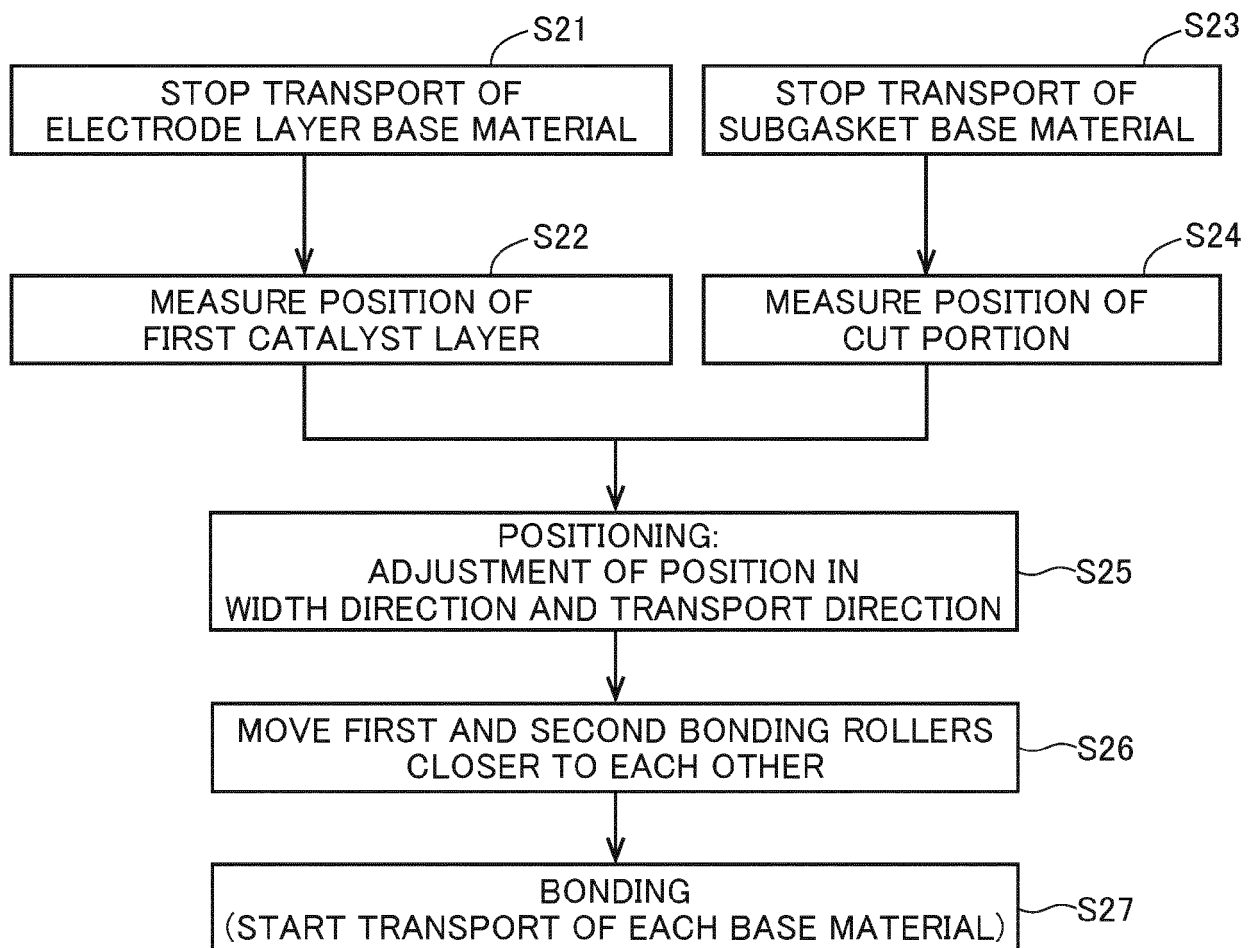 S21
STOP TRANSPORT OF
ELECTRODE LAYER BASE MATERIAL
S23
STOP TRANSPORT OF
SUBGASKET BASE MATERIAL
S22
MEASURE POSITION OF
FIRST CATALYST LAYER
S24
MEASURE POSITION OF
CUT PORTION
POSITIONING:
ADJUSTMENT OF POSITION IN
WIDTH DIRECTION AND TRANSPORT DIRECTION
S25
MOVE FIRST AND SECOND BONDING ROLLERS
CLOSER TO EACH OTHER
S26
BONDING
(START TRANSPORT OF EACH BASE MATERIAL)
S27